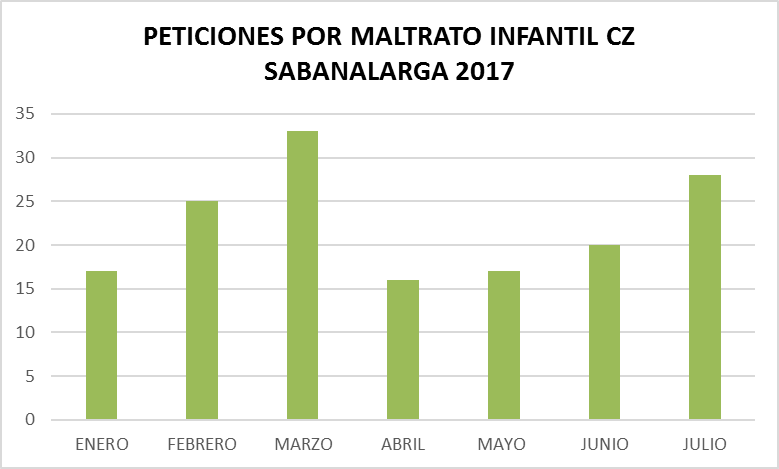 PETICIONES POR MALTRATO INFANTIL CZ
SABANALARGA 2017
35
30
25
20
15
10
5
0
ENERO FEBRERO MARZO ABRIL MAYO JUNIO JULIO